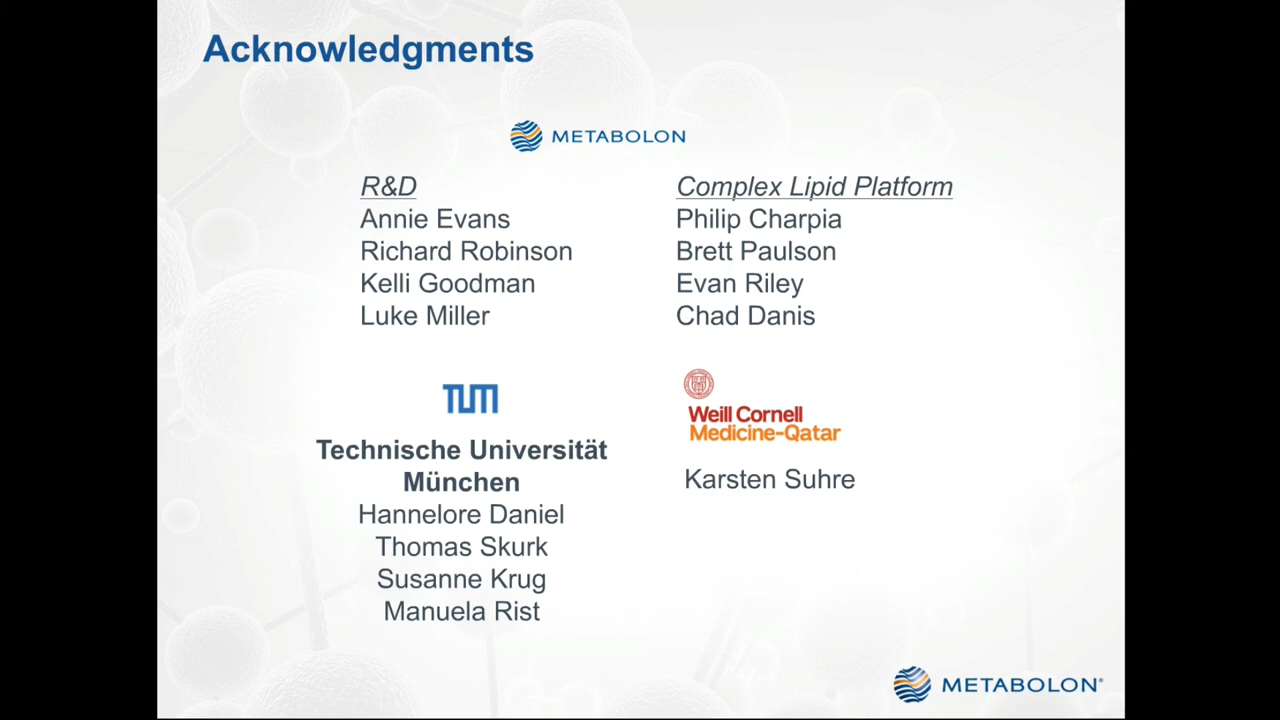 Acknowledgments
METABOLON
R&D
Annie Evans
Richard Robinson
Kelli Goodman
Luke Miller
Complex Lipid Platform
Philip Charpia
Brett Paulson
Evan Riley
Chad Danis
TUM
Technische Universität
München
Hannelore Daniel
Thomas Skurk
Susanne Krug
Manuela Rist
Weill Cornell
Medicine-Qatar
Karsten Suhre
METABOLON®